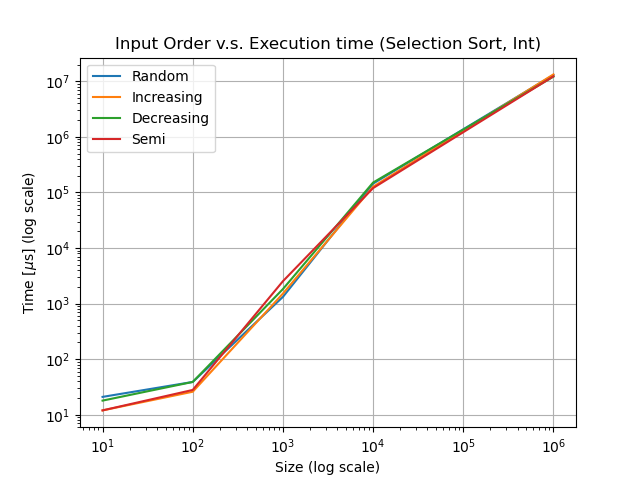 Input Order v.s. Execution time (Selection Sort, Int)
Random
Increasing
Decreasing
Semi
Time [μs] (log scale)
10⁷
10⁶
10⁵
10⁴
10³
10²
10¹
10¹ 10² 10³ 10⁴ 10⁵ 10⁶
Size (log scale)